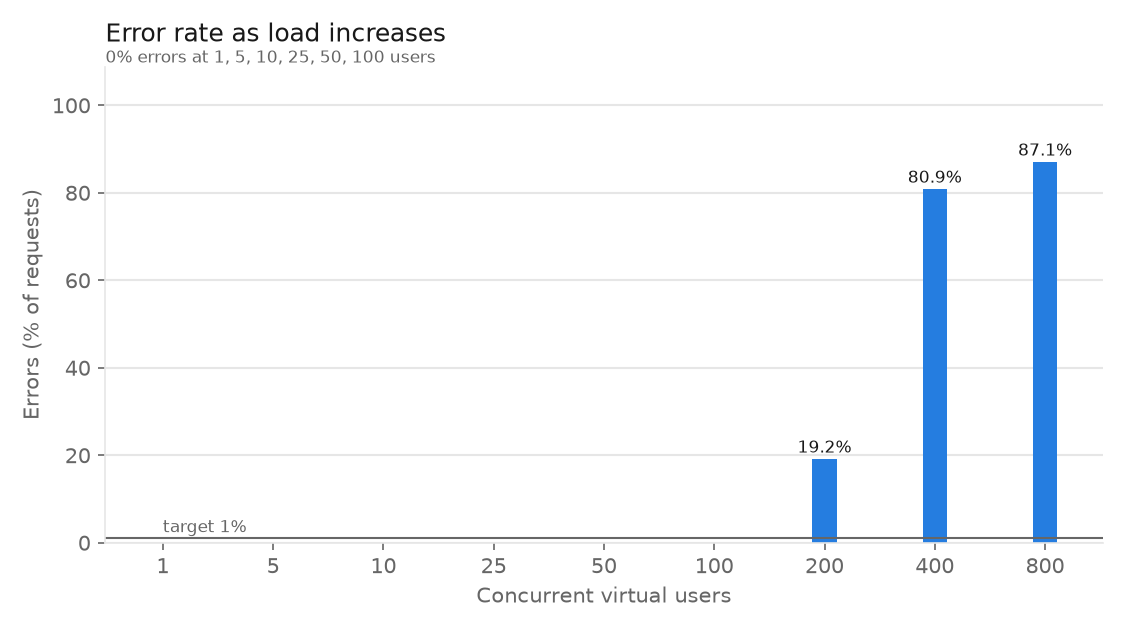 Error rate as load increases
0% errors at 1, 5, 10, 25, 50, 100 users
Errors (% of requests)
100
80
60
40
20
0
87.1%
80.9%
19.2%
target 1%
1 5 10 25 50 100 200 400 800
Concurrent virtual users